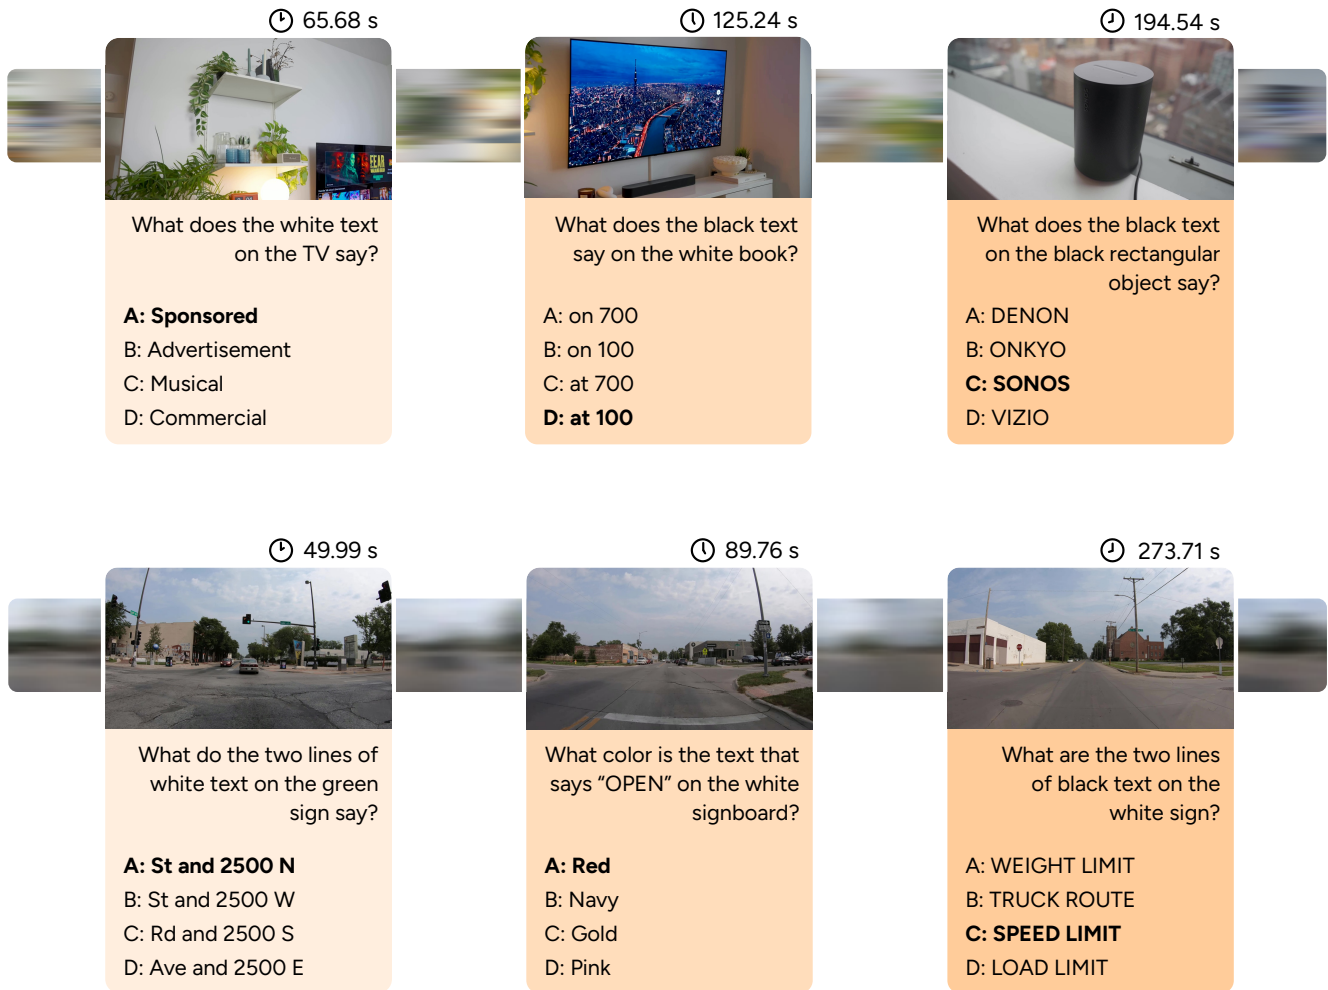 65.68 s
What does the white text
on the TV say?
A: Sponsored
B: Advertisement
C: Musical
D: Commercial
125.24 s
What does the black text
say on the white book?
A: on 700
B: on 100
C: at 700
D: at 100
194.54 s
What does the black text
on the black rectangular
object say?
A: DENON
B: ONKYO
C: SONOS
D: VIZIO
49.99 s
What do the two lines of
white text on the green
sign say?
A: St and 2500 N
B: St and 2500 W
C: Rd and 2500 S
D: Ave and 2500 E
89.76 s
What color is the text that
says “OPEN” on the white
signboard?
A: Red
B: Navy
C: Gold
D: Pink
273.71 s
What are the two lines
of black text on the
white sign?
A: WEIGHT LIMIT
B: TRUCK ROUTE
C: SPEED LIMIT
D: LOAD LIMIT